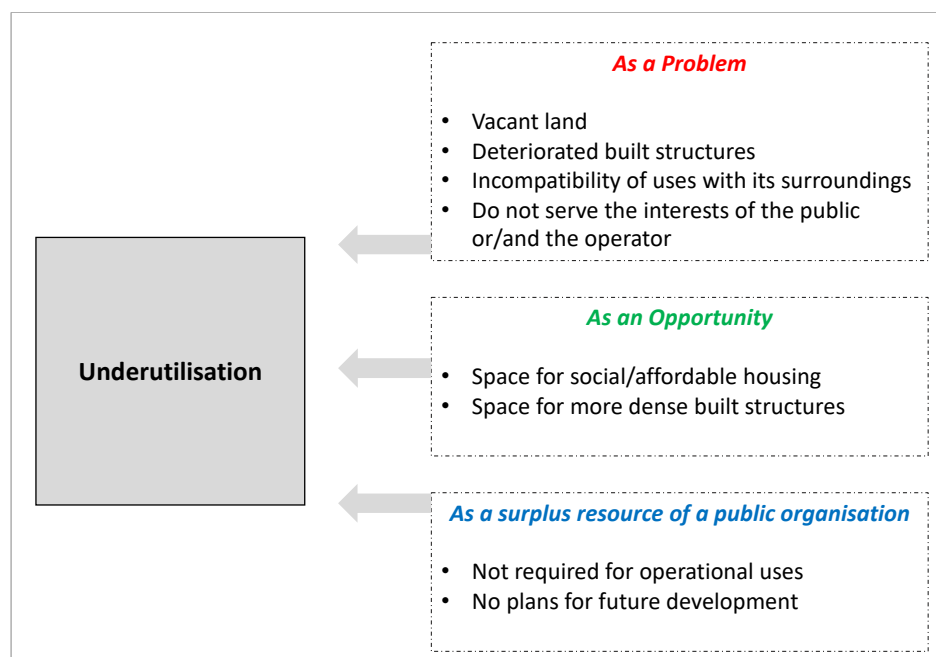 As a Problem
• Vacant land
• Deteriorated built structures
• Incompatibility of uses with its surroundings
• Do not serve the interests of the public
or/and the operator
Underutilisation
As an Opportunity
• Space for social/affordable housing
• Space for more dense built structures
As a surplus resource of a public organisation
• Not required for operational uses
• No plans for future development